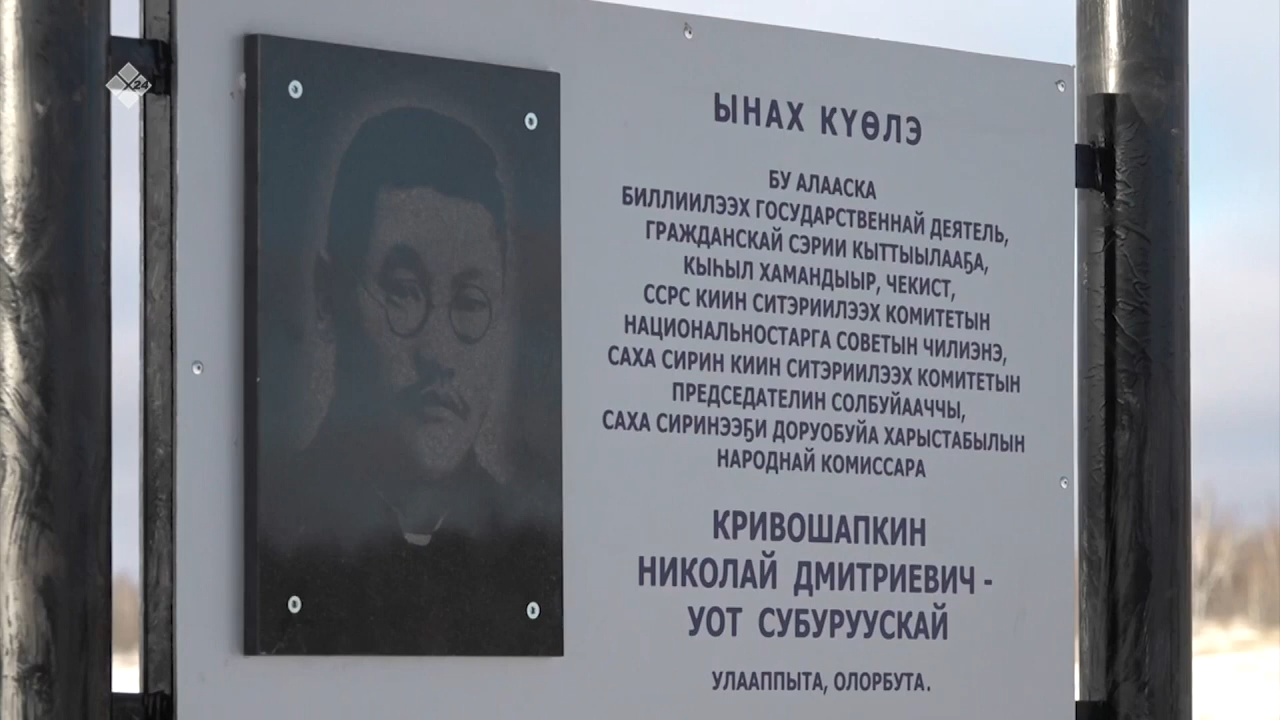 X24
ЫНАХ КҮӨЛЭ
БУ АЛААСКА
БИЛЛИИЛЭЭХ ГОСУДАРСТВЕННАЙ ДЕЯТЕЛЬ,
ГРАЖДАНСКАЙ СЭРИИ КЫТТЫЫЛААҔА,
КЫҺЫЛ ХАМАНДЫЫР, ЧЕКИСТ,
ССРС КИИН СИТЭРИИЛЭЭХ КОМИТЕТЫН
НАЦИОНАЛЬНОСТАРГА СОВЕТЫН ЧИЛИЭНЭ,
САХА СИРИН КИИН СИТЭРИИЛЭЭХ КОМИТЕТЫН
ПРЕДСЕДАТЕЛИН СОЛБУЙААЧЧЫ,
САХА СИРИНЭЭҔИ ДОРУОБУЙА ХАРЫСТАБЫЛЫН
НАРОДНАЙ КОМИССАРА
КРИВОШАПКИН
НИКОЛАЙ ДМИТРИЕВИЧ -
УОТ СУБУРУУСКАЙ
УЛААППЫТА, ОЛОРБУТА.